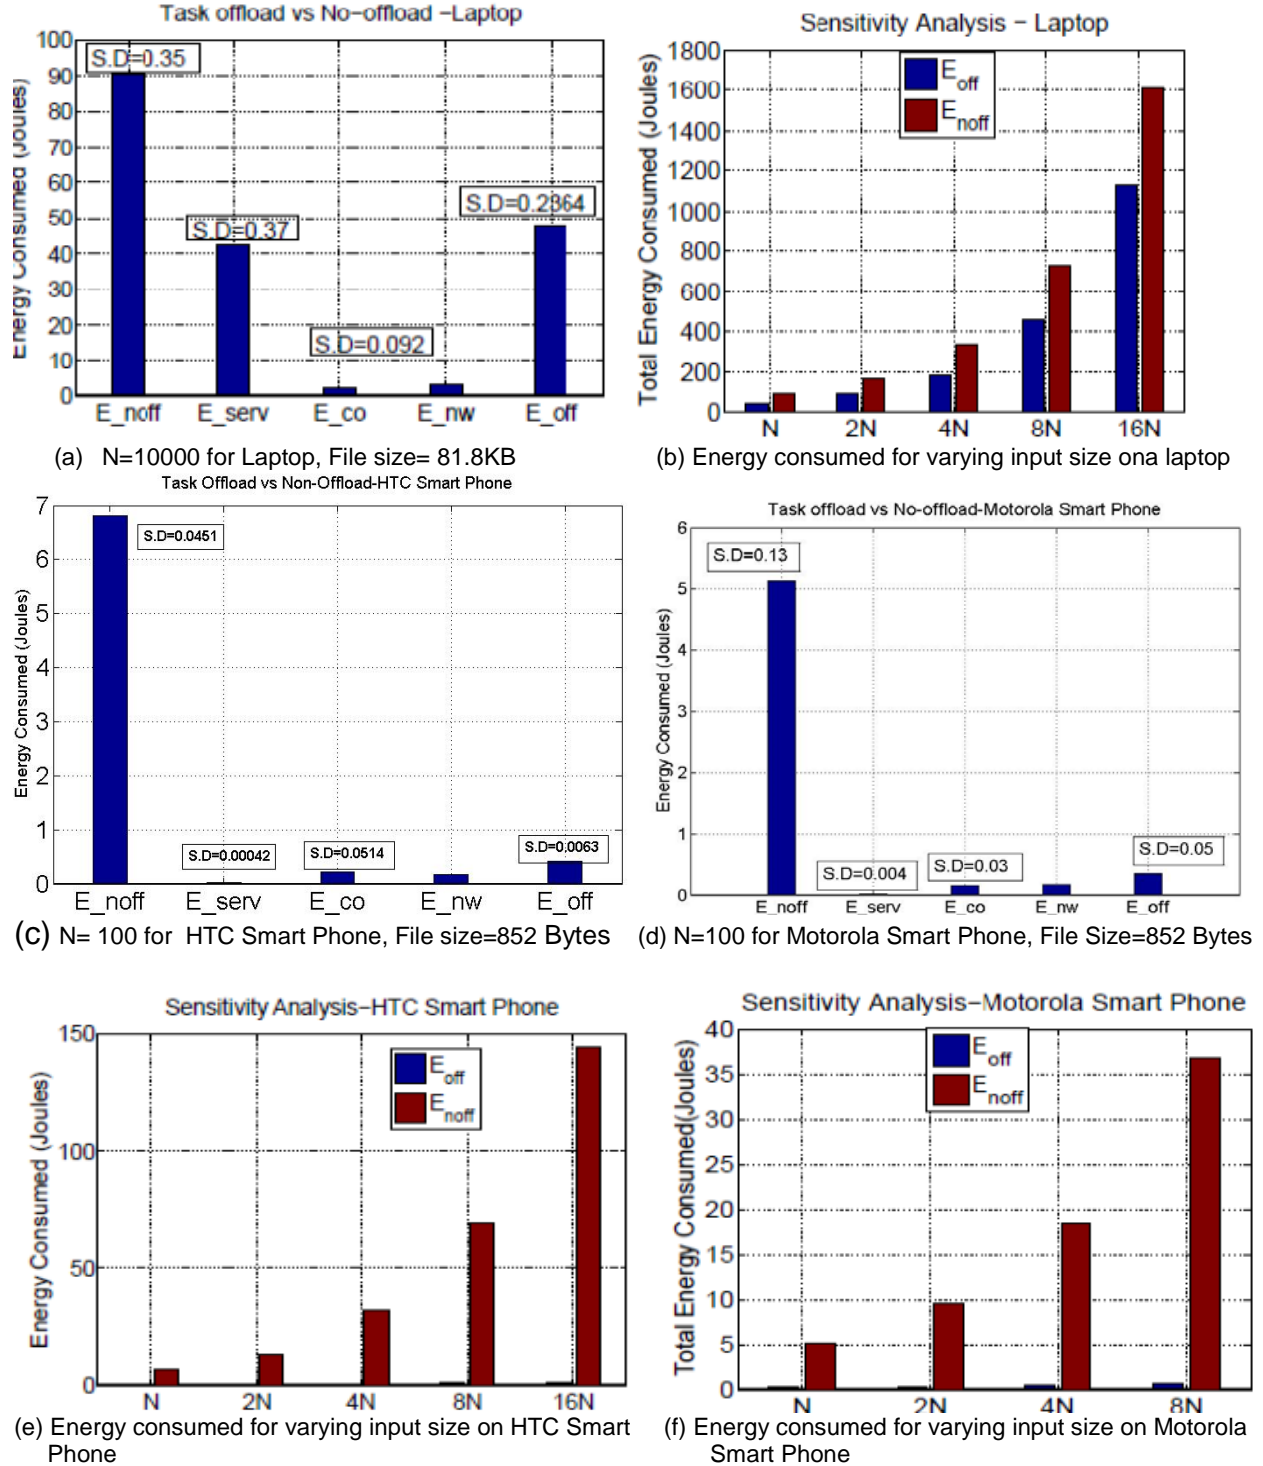 Task offload vs No-offload -Laptop
Energy Consumed (Joules)
100
90
80
70
60
50
40
30
20
10
0
S.D=0.35
S.D=0.37
S.D=0.092
S.D=0.2364
E_noff E_serv E_co E_nw E_off
(a) N=10000 for Laptop, File size= 81.8KB
Sensitivity Analysis - Laptop
Total Energy Consumed (Joules)
1800
1600
1400
1200
1000
800
600
400
200
0
E_off
E_noff
N 2N 4N 8N 16N
(b) Energy consumed for varying input size ona laptop
Task Offload vs Non-Offload-HTC Smart Phone
Energy Consumed (Joules)
7
6
5
4
3
2
1
0
S.D=0.0451
S.D=0.00042
S.D=0.0514
S.D=0.0063
E_noff E_serv E_co E_nw E_off
(c) N= 100 for HTC Smart Phone, File size=852 Bytes
Task offload vs No-offload-Motorola Smart Phone
Energy Consumed (Joules)
6
5
4
3
2
1
0
S.D=0.13
S.D=0.004
S.D=0.03
S.D=0.05
E_noff E_serv E_co E_nw E_off
(d) N=100 for Motorola Smart Phone, File Size=852 Bytes
Sensitivity Analysis-HTC Smart Phone
Energy Consumed (Joules)
150
100
50
0
E_off
E_noff
N 2N 4N 8N 16N
(e) Energy consumed for varying input size on HTC Smart
Phone
Sensitivity Analysis-Motorola Smart Phone
Total Energy Consumed(Joules)
40
35
30
25
20
15
10
5
0
E_off
E_noff
N 2N 4N 8N
(f) Energy consumed for varying input size on Motorola
Smart Phone